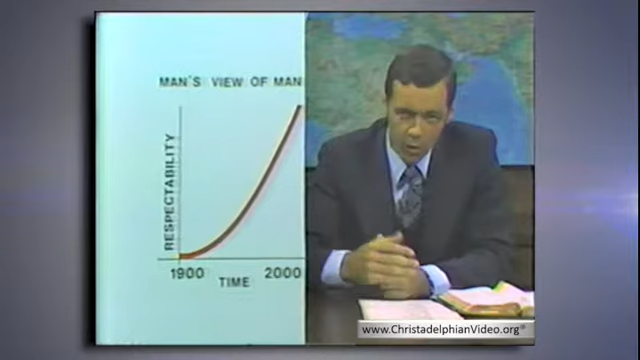 MAN'S VIEW OF MAN
RESPECTABILITY
1900
2000
TIME
www.ChristadelphianVideo.org®